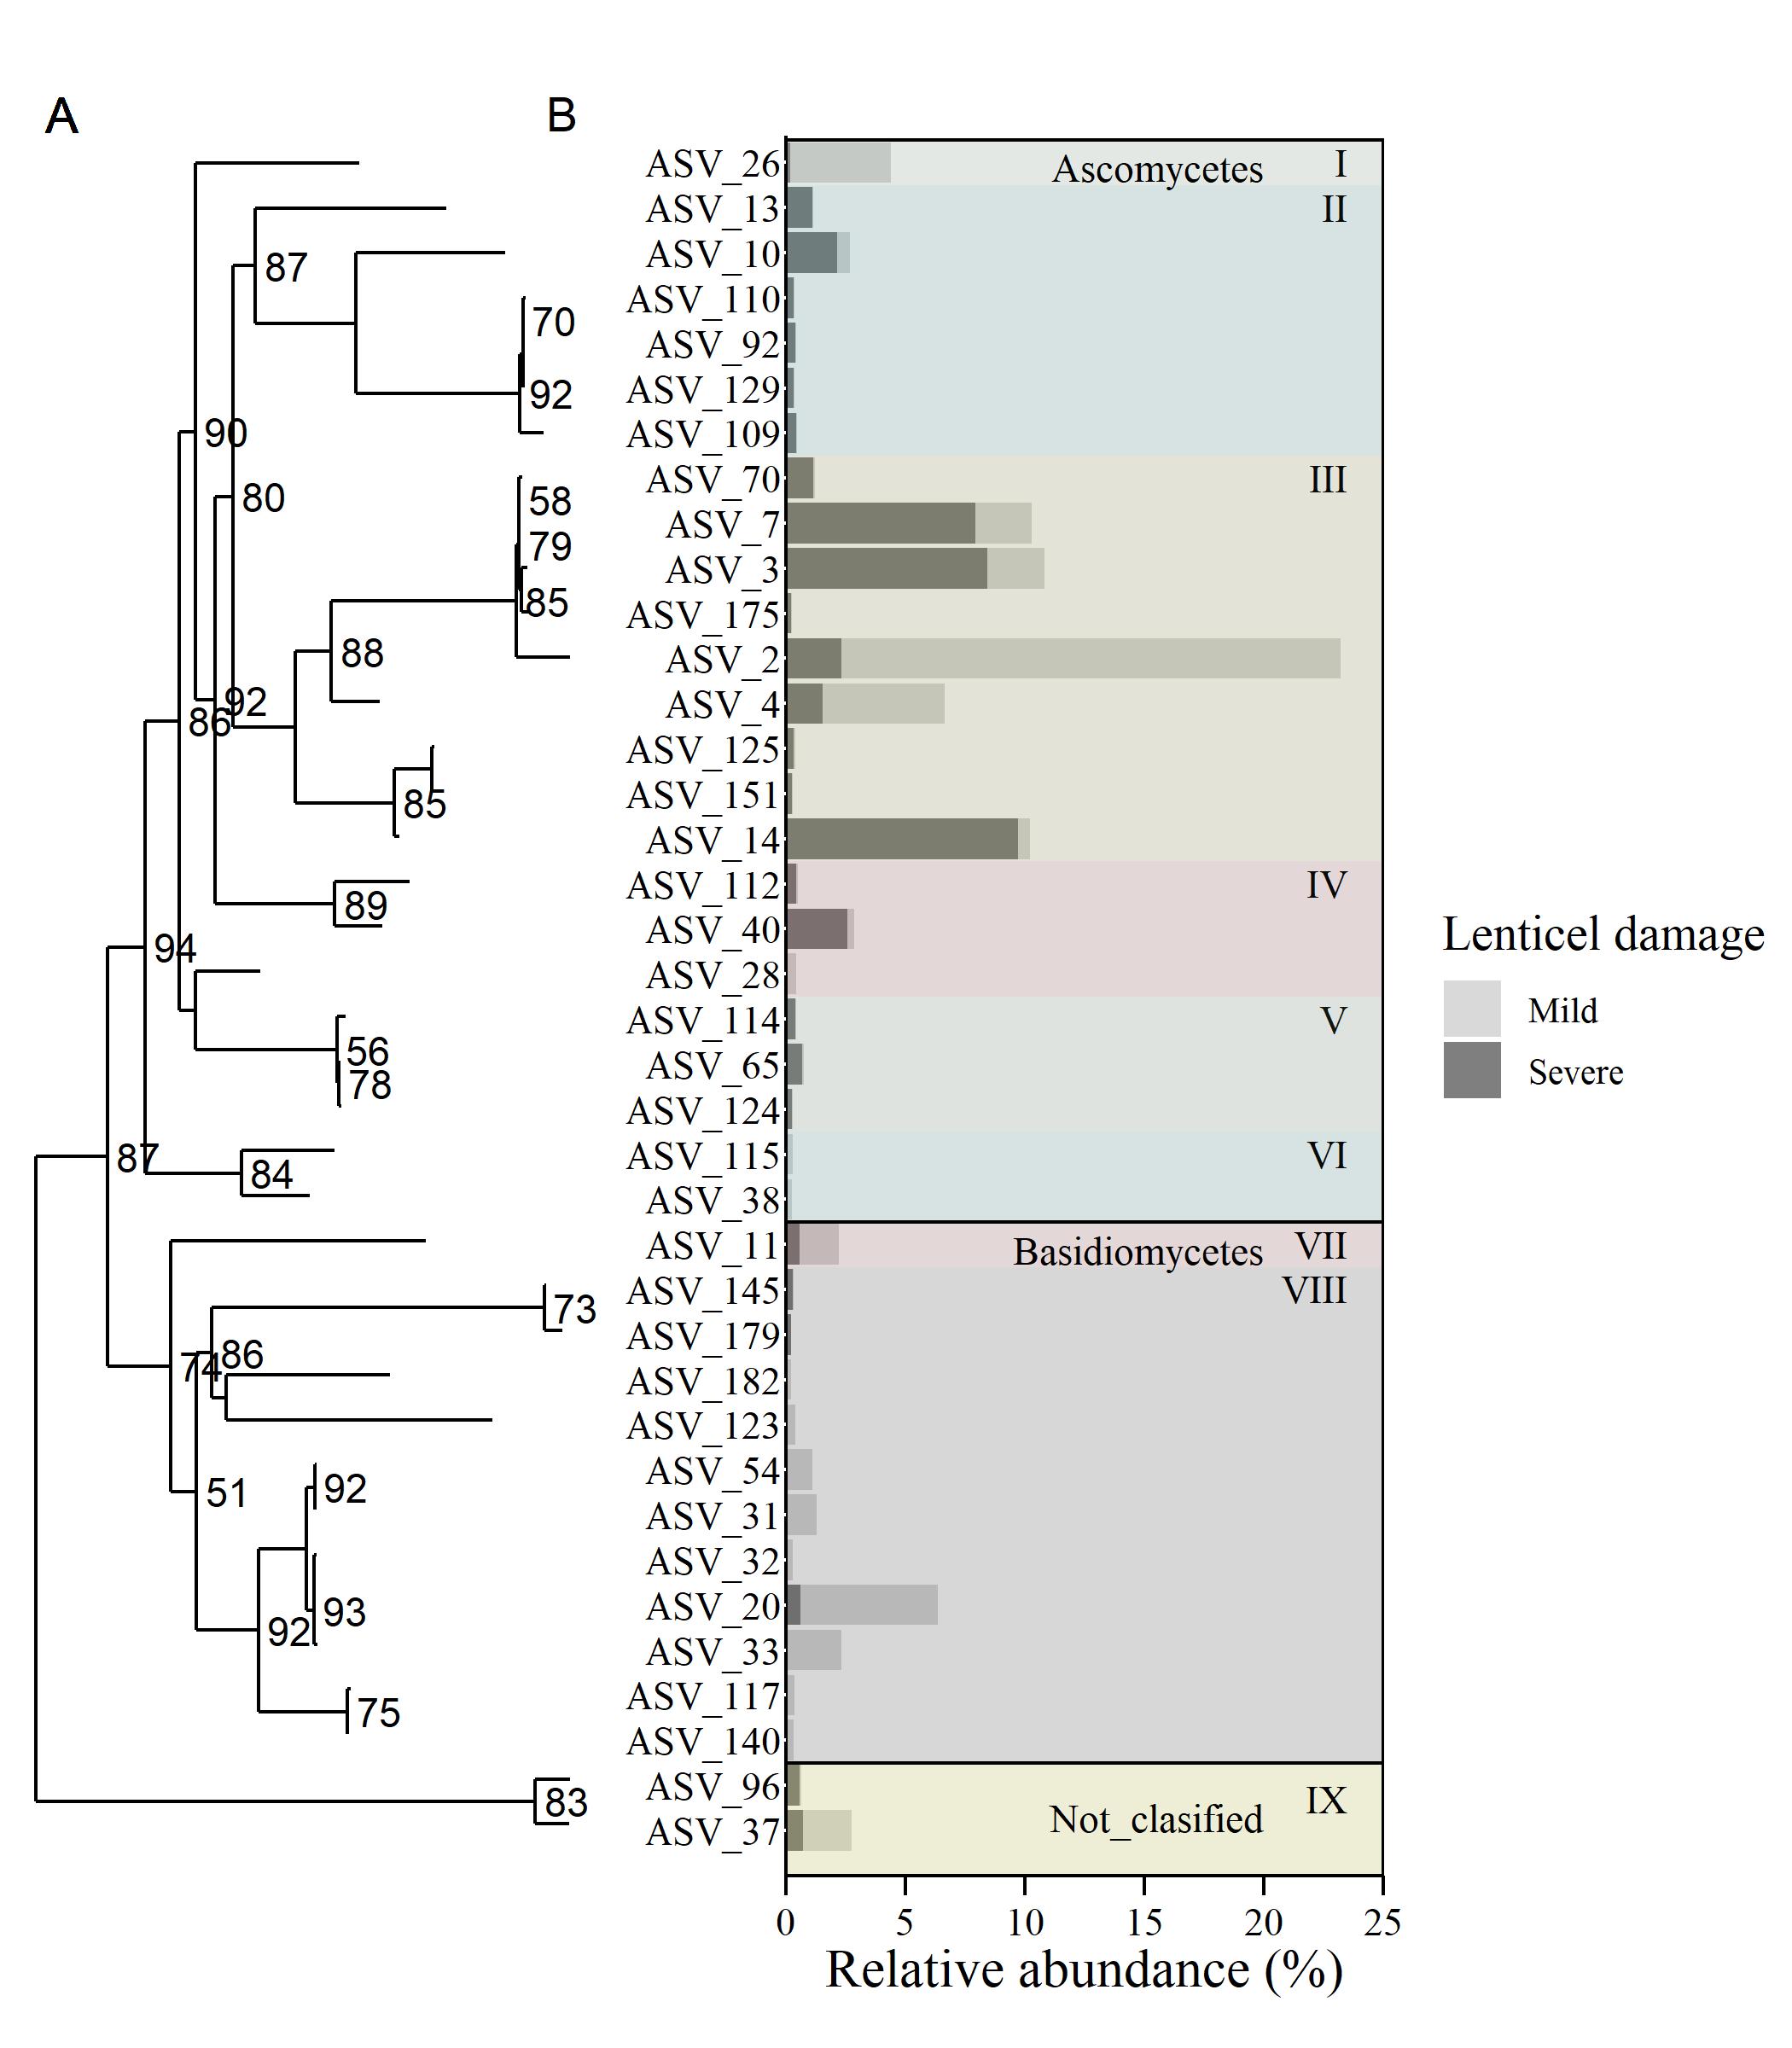 A
B
ASV_26
Ascomycetes
I
ASV_13
II
ASV_10
87
ASV_110
70
ASV_92
92
ASV_129
ASV_109
90
ASV_70
III
80
58
ASV_7
79
ASV_3
85
ASV_175
88
ASV_2
92
ASV_4
86
ASV_125
ASV_151
85
ASV_14
ASV_112
IV
89
ASV_40
94
ASV_28
ASV_114
V
56
ASV_65
78
ASV_124
ASV_115
VI
87
84
ASV_38
ASV_11
Basidiomycetes
VII
ASV_145
VIII
73
ASV_179
86
74
ASV_182
ASV_123
ASV_54
92
51
ASV_31
ASV_32
ASV_20
93
92
ASV_33
ASV_117
75
ASV_140
ASV_96
IX
83
Not_clasified
ASV_37
Lenticel damage
Mild
Severe
0 5 10 15 20 25
Relative abundance (%)